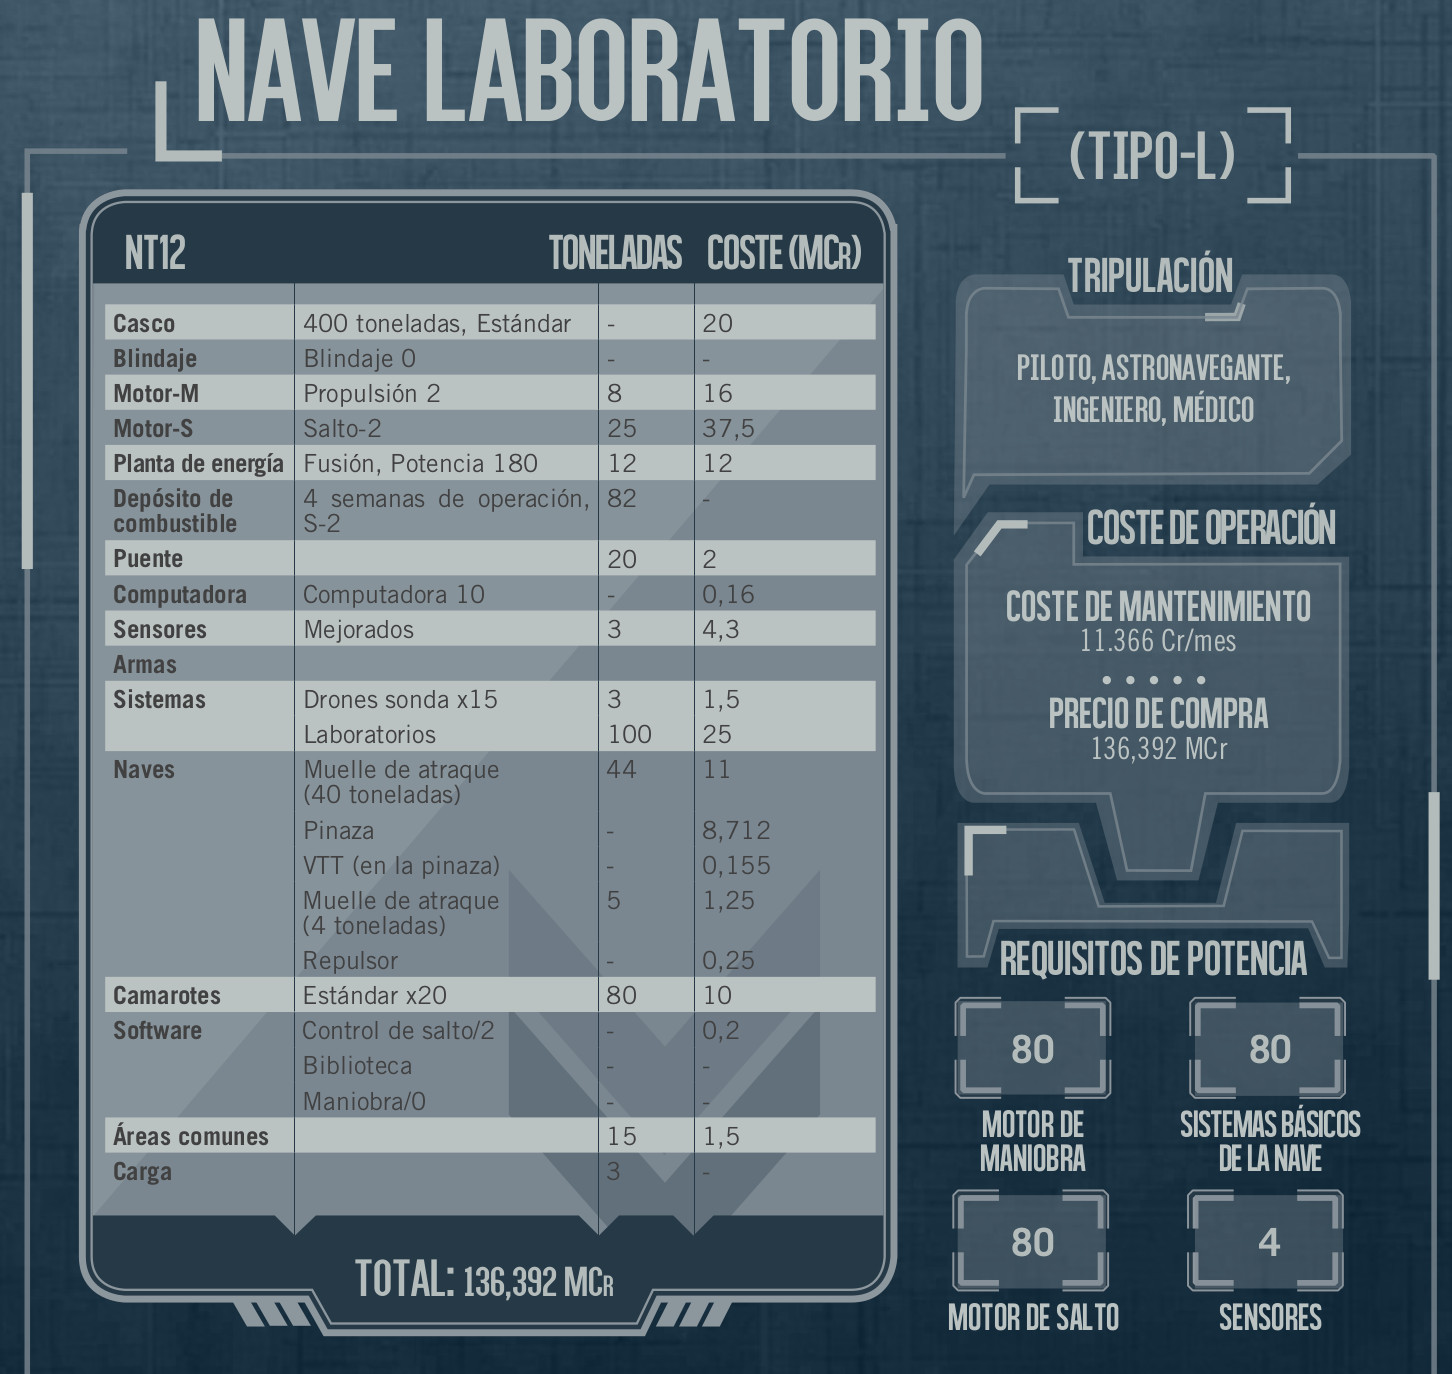 NAVE LABORATORIO
(TIPO-L)
NT12 TONELADAS COSTE (MCR)
Casco 400 toneladas, Estándar - 20
Blindaje Blindaje 0 - -
Motor-M Propulsión 2 8 16
Motor-S Salto-2 25 37,5
Planta de energía Fusión, Potencia 180 12 12
Depósito de 4 semanas de operación, 82 -
combustible S-2
Puente 20 2
Computadora Computadora 10 - 0,16
Sensores Mejorados 3 4,3
Armas
Sistemas Drones sonda x15 3 1,5
Laboratorios 100 25
Naves Muelle de atraque 44 11
(40 toneladas)
Pinaza - 8,712
VTT (en la pinaza) - 0,155
Muelle de atraque 5 1,25
(4 toneladas)
Repulsor - 0,25
Camarotes Estándar x20 80 10
Software Control de salto/2 - 0,2
Biblioteca - -
Maniobra/0 - -
Áreas comunes 15 1,5
Carga 3 -
TOTAL: 136,392 MCR
TRIPULACIÓN
PILOTO, ASTRONAVEGANTE,
INGENIERO, MÉDICO
COSTE DE OPERACIÓN
COSTE DE MANTENIMIENTO
11.366 Cr/mes
• • • • •
PRECIO DE COMPRA
136,392 MCr
REQUISITOS DE POTENCIA
80 80
MOTOR DE SISTEMAS BÁSICOS
MANIOBRA DE LA NAVE
80 4
MOTOR DE SALTO SENSORES